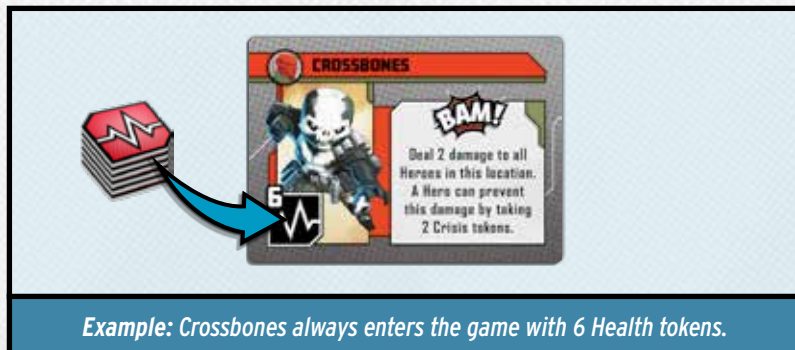 CROSSBONES
BAM!
Deal 2 damage to all
Heroes in this location.
A Hero can prevent
this damage by taking
2 Crisis tokens.
6
Example: Crossbones always enters the game with 6 Health tokens.